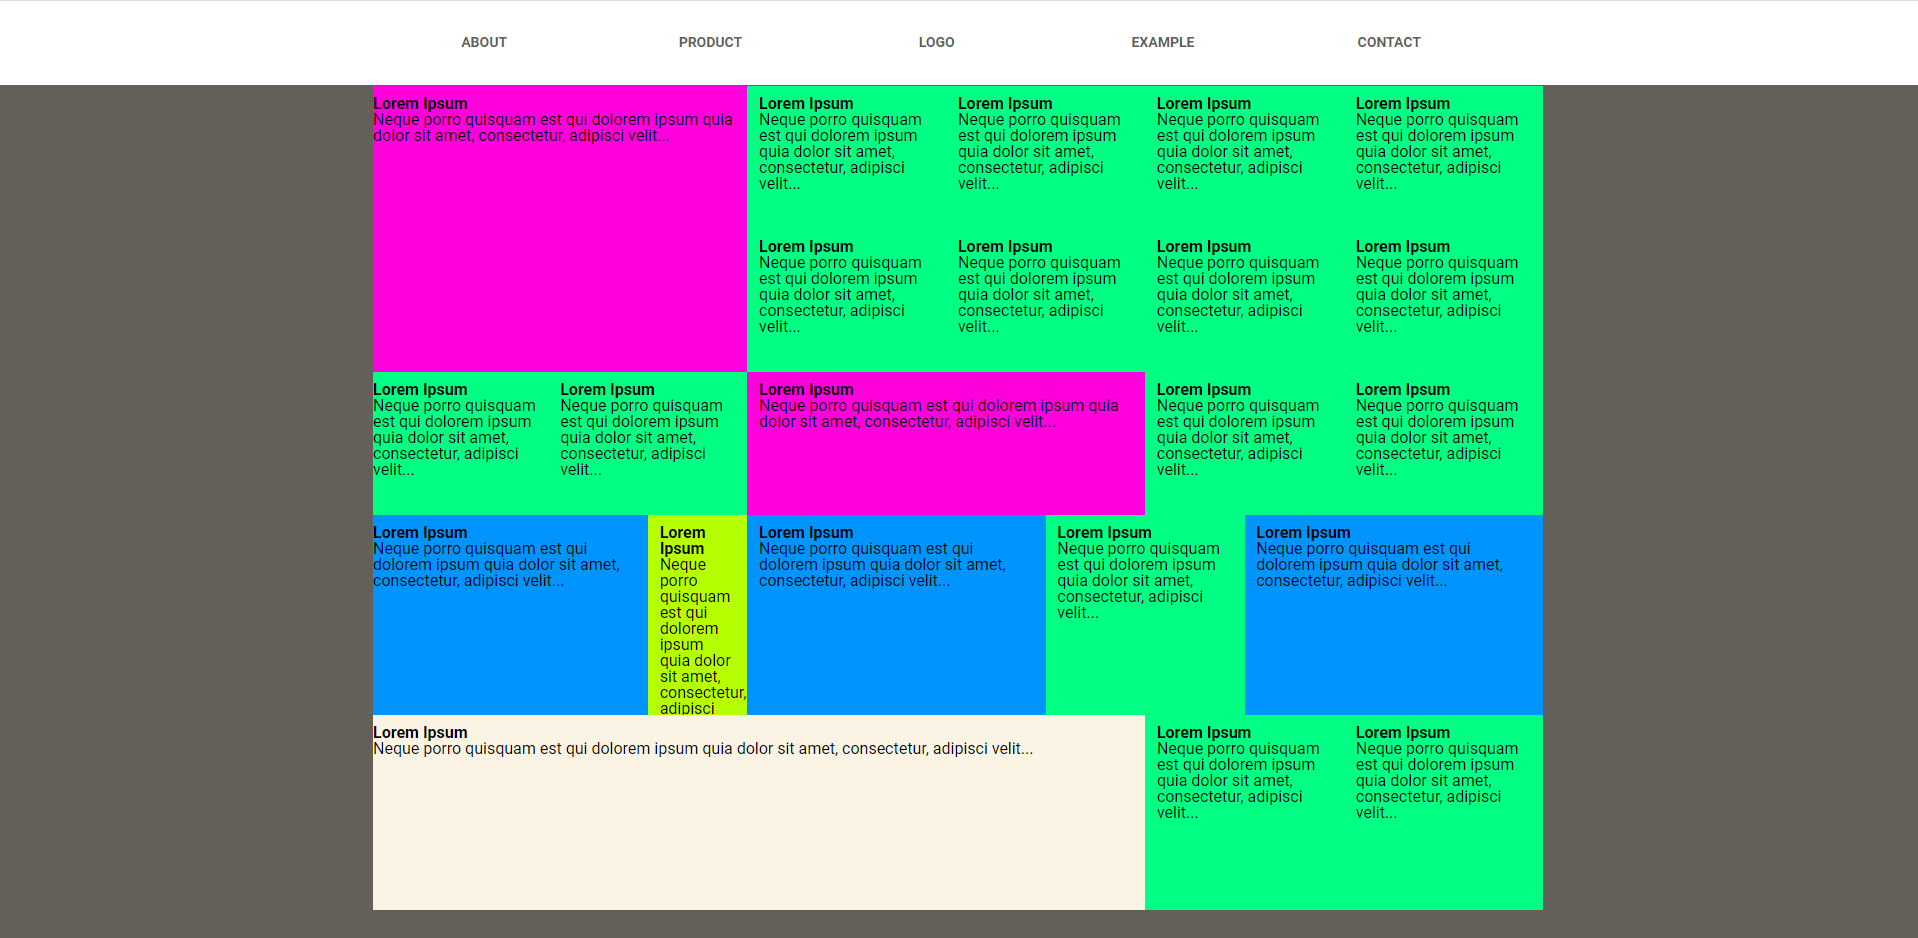 ABOUT
PRODUCT
LOGO
EXAMPLE
CONTACT
Lorem Ipsum
Neque porro quisquam est qui dolorem ipsum quia
dolor sit amet, consectetur, adipisci velit...
Lorem Ipsum
Neque porro quisquam
est qui dolorem ipsum
quia dolor sit amet,
consectetur, adipisci
velit...
Lorem Ipsum
Neque porro quisquam
est qui dolorem ipsum
quia dolor sit amet,
consectetur, adipisci
velit...
Lorem Ipsum
Neque porro quisquam
est qui dolorem ipsum
quia dolor sit amet,
consectetur, adipisci
velit...
Lorem Ipsum
Neque porro quisquam
est qui dolorem ipsum
quia dolor sit amet,
consectetur, adipisci
velit...
Lorem Ipsum
Neque porro quisquam
est qui dolorem ipsum
quia dolor sit amet,
consectetur, adipisci
velit...
Lorem Ipsum
Neque porro quisquam
est qui dolorem ipsum
quia dolor sit amet,
consectetur, adipisci
velit...
Lorem Ipsum
Neque porro quisquam
est qui dolorem ipsum
quia dolor sit amet,
consectetur, adipisci
velit...
Lorem Ipsum
Neque porro quisquam
est qui dolorem ipsum
quia dolor sit amet,
consectetur, adipisci
velit...
Lorem Ipsum
Neque porro quisquam
est qui dolorem ipsum
quia dolor sit amet,
consectetur, adipisci
velit...
Lorem Ipsum
Neque porro quisquam
est qui dolorem ipsum
quia dolor sit amet,
consectetur, adipisci
velit...
Lorem Ipsum
Neque porro quisquam est qui dolorem ipsum quia
dolor sit amet, consectetur, adipisci velit...
Lorem Ipsum
Neque porro quisquam
est qui dolorem ipsum
quia dolor sit amet,
consectetur, adipisci
velit...
Lorem Ipsum
Neque porro quisquam
est qui dolorem ipsum
quia dolor sit amet,
consectetur, adipisci
velit...
Lorem Ipsum
Neque porro quisquam est qui
dolorem ipsum quia dolor sit amet,
consectetur, adipisci velit...
Lorem
Ipsum
Neque
porro
quisquam
est qui
dolorem
ipsum
quia dolor
sit amet,
consectetur,
adipisci
Lorem Ipsum
Neque porro quisquam est qui
dolorem ipsum quia dolor sit amet,
consectetur, adipisci velit...
Lorem Ipsum
Neque porro quisquam
est qui dolorem ipsum
quia dolor sit amet,
consectetur, adipisci
velit...
Lorem Ipsum
Neque porro quisquam est qui
dolorem ipsum quia dolor sit amet,
consectetur, adipisci velit...
Lorem Ipsum
Neque porro quisquam est qui dolorem ipsum quia dolor sit amet, consectetur, adipisci velit...
Lorem Ipsum
Neque porro quisquam
est qui dolorem ipsum
quia dolor sit amet,
consectetur, adipisci
velit...
Lorem Ipsum
Neque porro quisquam
est qui dolorem ipsum
quia dolor sit amet,
consectetur, adipisci
velit...